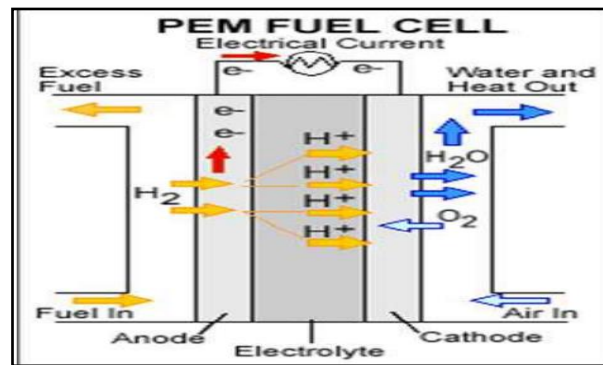 PEM FUEL CELL
Electrical Current
Excess
Fuel
e-
e-
Water and
Heat Out
e-
e-
H+
H+
H+
H+
H2
H2O
O2
Fuel In
Air In
Anode
Cathode
Electrolyte